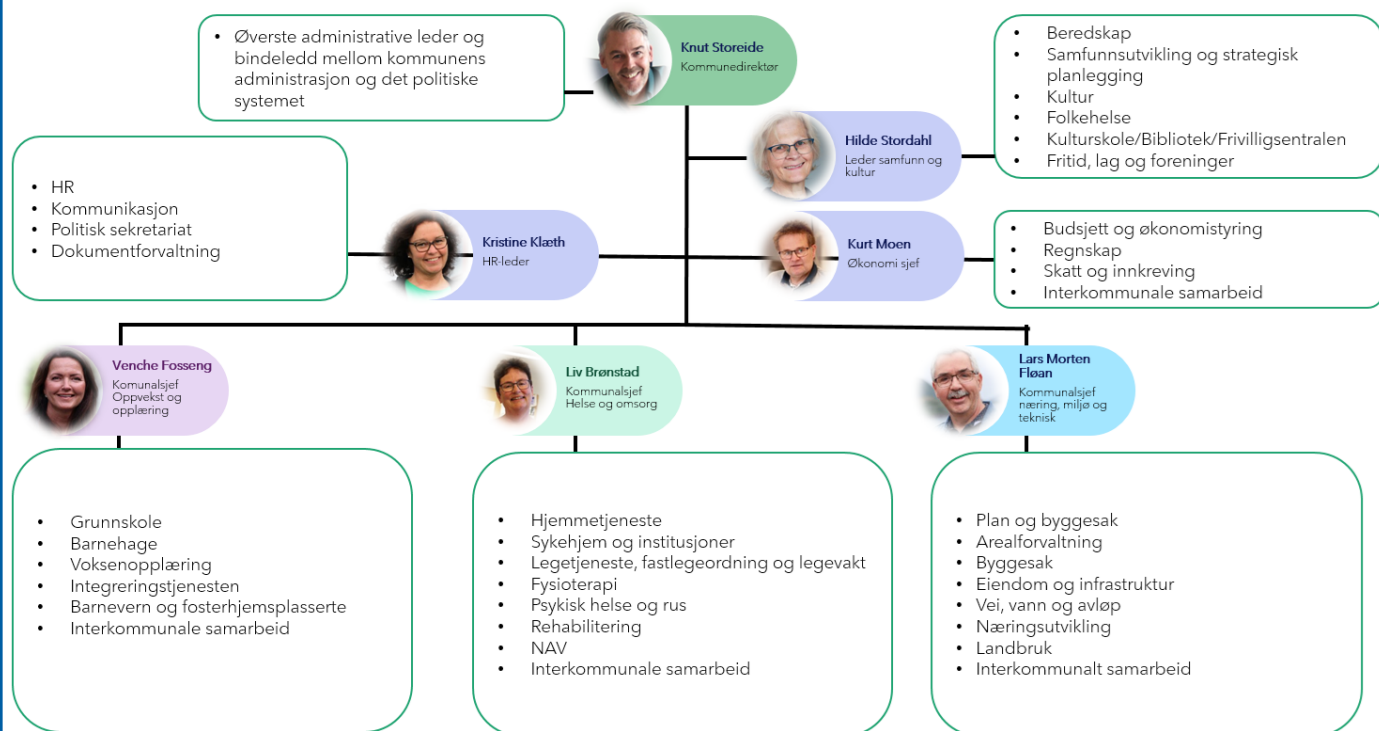 • Øverste administrative leder og
bindeledd mellom kommunens
administrasjon og det politiske
systemet
Knut Storeide
Kommunedirektør
• Beredskap
• Samfunnsutvikling og strategisk
planlegging
• Kultur
• Folkehelse
• Kulturskole/Bibliotek/Frivilligsentralen
• Fritid, lag og foreninger
Hilde Stordahl
Leder samfunn og
kultur
• HR
• Kommunikasjon
• Politisk sekretariat
• Dokumentforvaltning
Kristine Klæth
HR-leder
Kurt Moen
Økonomi sjef
• Budsjett og økonomistyring
• Regnskap
• Skatt og innkreving
• Interkommunale samarbeid
Venche Fosseng
Komunalsjef
Oppvekst og
opplæring
Liv Brønstad
Kommunalsjef
Helse og omsorg
Lars Morten
Fløan
Kommunalsjef
næring, miljø og
teknisk
• Grunnskole
• Barnehage
• Voksenopplæring
• Integreringstjenesten
• Barnevern og fosterhjemsplasserte
• Interkommunale samarbeid
• Hjemmetjeneste
• Sykehjem og institusjoner
• Legetjeneste, fastlegeordning og legevakt
• Fysioterapi
• Psykisk helse og rus
• Rehabilitering
• NAV
• Interkommunale samarbeid
• Plan og byggesak
• Arealforvaltning
• Byggesak
• Eiendom og infrastruktur
• Vei, vann og avløp
• Næringsutvikling
• Landbruk
• Interkommunalt samarbeid